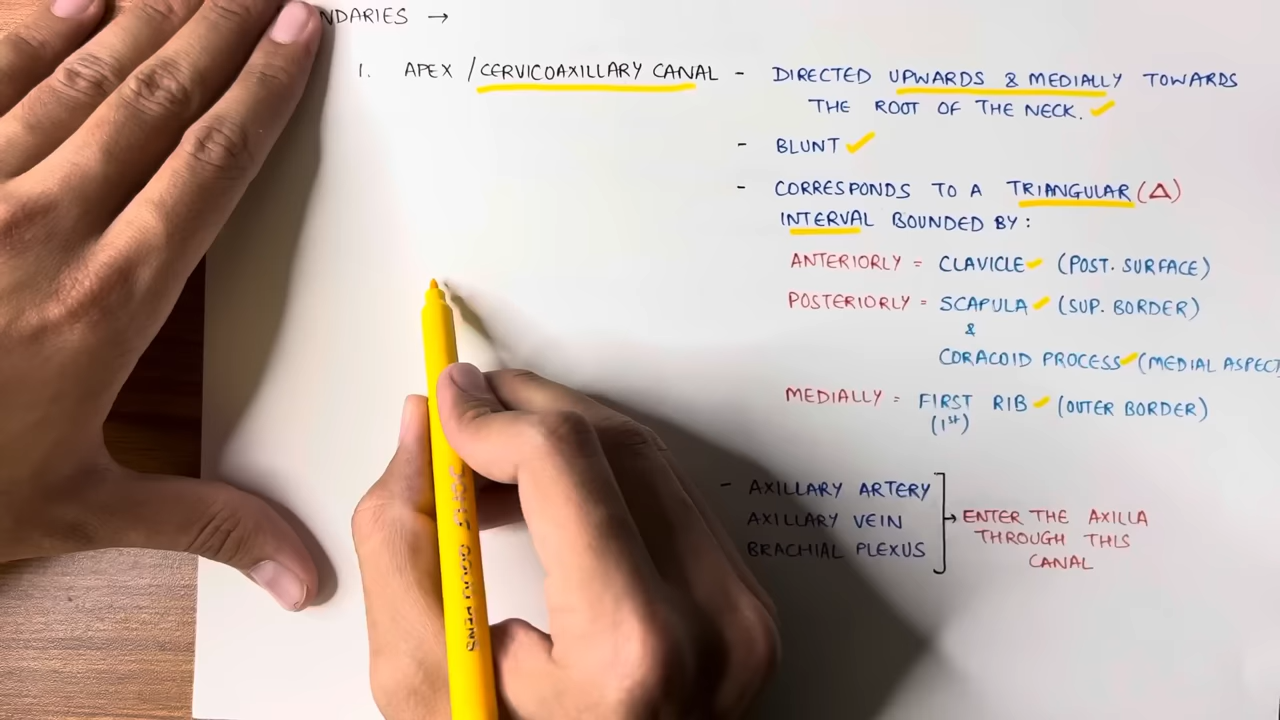 NDARIES →
1. APEX / CERVICOAXILLARY CANAL - DIRECTED UPWARDS & MEDIALLY TOWARDS
THE ROOT OF THE NECK.
- BLUNT
- CORRESPONDS TO A TRIANGULAR (Δ)
INTERVAL BOUNDED BY:
ANTERIORLY = CLAVICLE (POST. SURFACE)
POSTERIORLY = SCAPULA (SUP. BORDER)
&
CORACOID PROCESS (MEDIAL ASPECT
MEDIALLY = FIRST RIB (OUTER BORDER)
(1st)
- AXILLARY ARTERY
AXILLARY VEIN
BRACHIAL PLEXUS
→ ENTER THE AXILLA
THROUGH THIS
CANAL